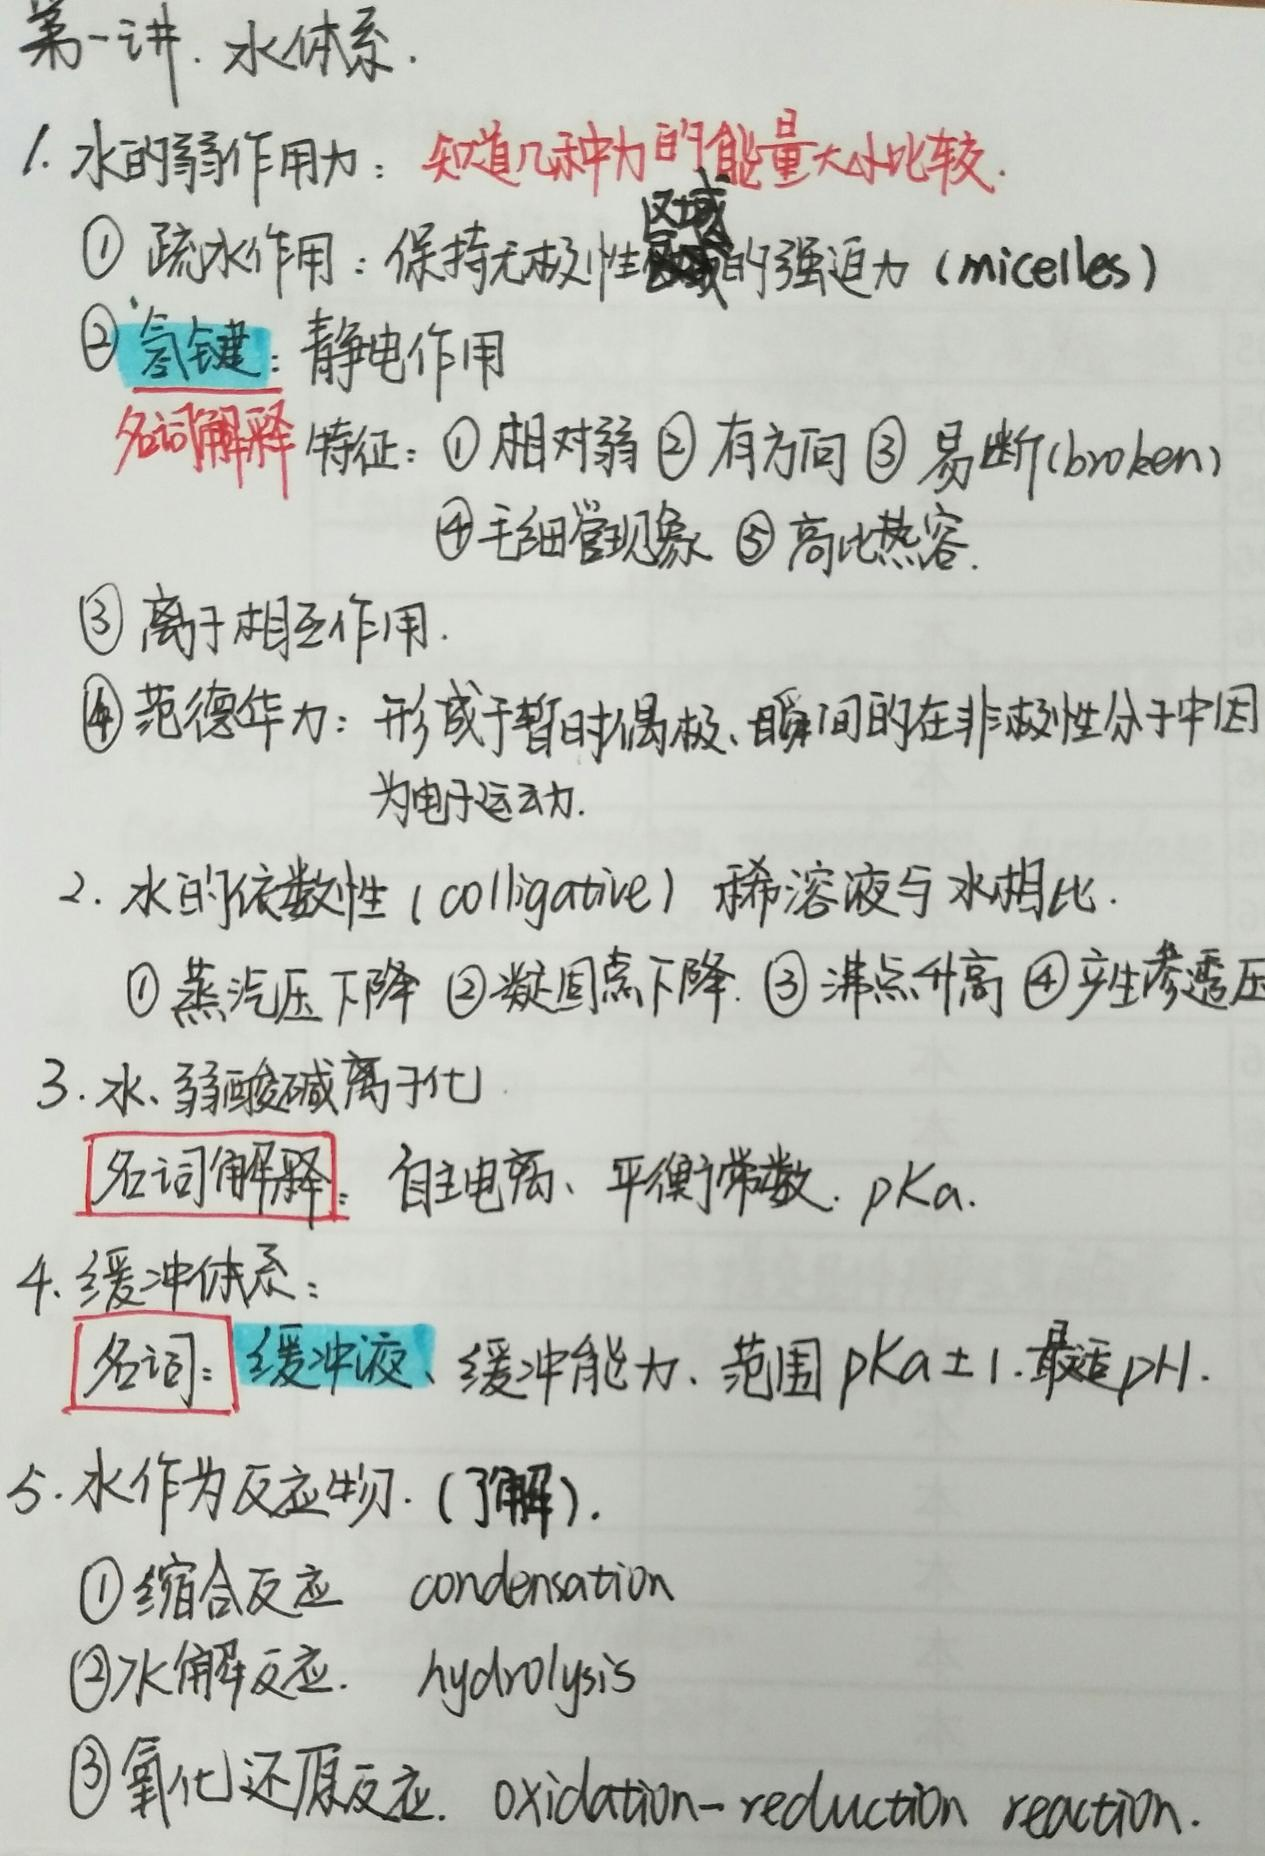 第一讲. 水体系.
1. 水的弱作用力: 知道几种力的能量大小比较.
① 疏水作用: 保持无极性区域的强迫力 (micelles)
② 氢键: 静电作用
名词解释 特征: ① 相对弱 ② 有方向 ③ 易断(broken)
④ 毛细管现象 ⑤ 高比热容.
③ 离子相互作用.
④ 范德华力: 形成于暂时偶极、瞬间的在非极性分子中因
为电子运动.
2. 水的依数性 (colligative) 稀溶液与水相比.
① 蒸汽压下降 ② 凝固点下降. ③ 沸点升高 ④ 产生渗透压
3. 水、弱酸碱离子化
名词解释: 自主电离、平衡常数. pKa.
4. 缓冲体系:
名词: 缓冲液、缓冲能力、范围 pKa±1. 最适pH.
5. 水作为反应物. (了解).
① 缩合反应 condensation
② 水解反应. hydrolysis
③ 氧化还原反应. oxidation-reduction reaction.